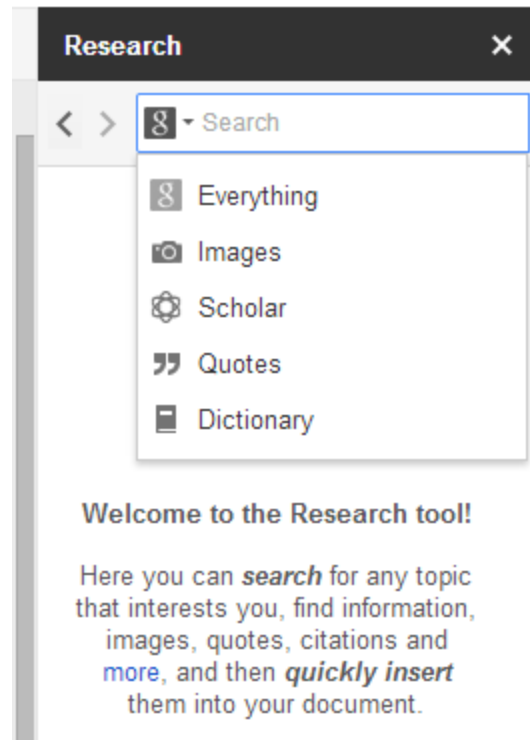 Research
Search
Everything
Images
Scholar
Quotes
Dictionary
Welcome to the Research tool!
Here you can search for any topic
that interests you, find information,
images, quotes, citations and
more, and then quickly insert
them into your document.